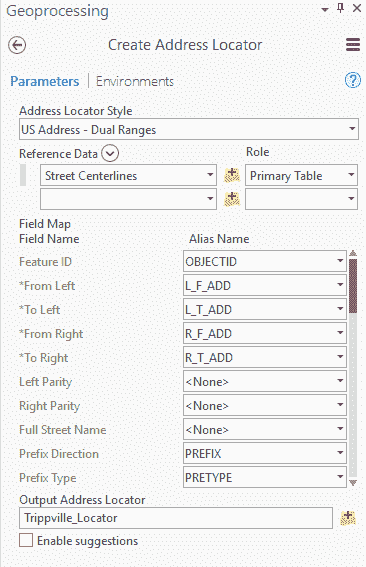 Geoprocessing
Create Address Locator
Parameters | Environments
Address Locator Style
US Address - Dual Ranges
Reference Data Role
Street Centerlines Primary Table
Field Map
Field Name Alias Name
Feature ID OBJECTID
*From Left L_F_ADD
*To Left L_T_ADD
*From Right R_F_ADD
*To Right R_T_ADD
Left Parity <None>
Right Parity <None>
Full Street Name <None>
Prefix Direction PREFIX
Prefix Type PRETYPE
Output Address Locator
Trippville_Locator
Enable suggestions